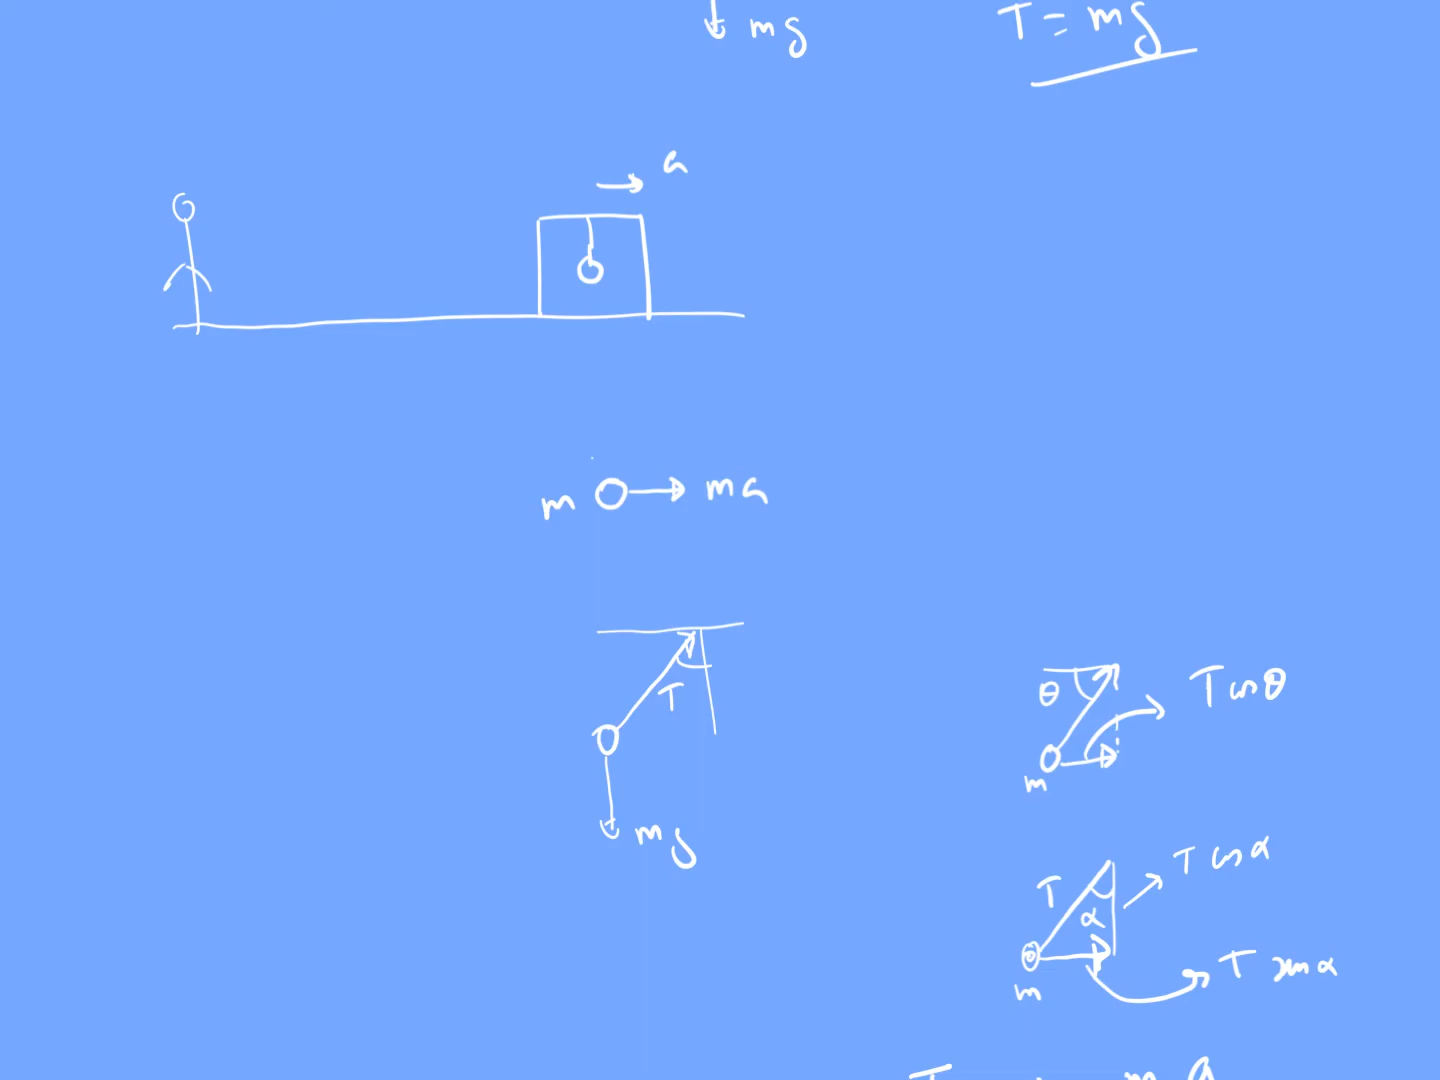 mg
T = mg
a
m
ma
T
mg
θ
T cos θ
m
T cos α
T
α
m
T sin α